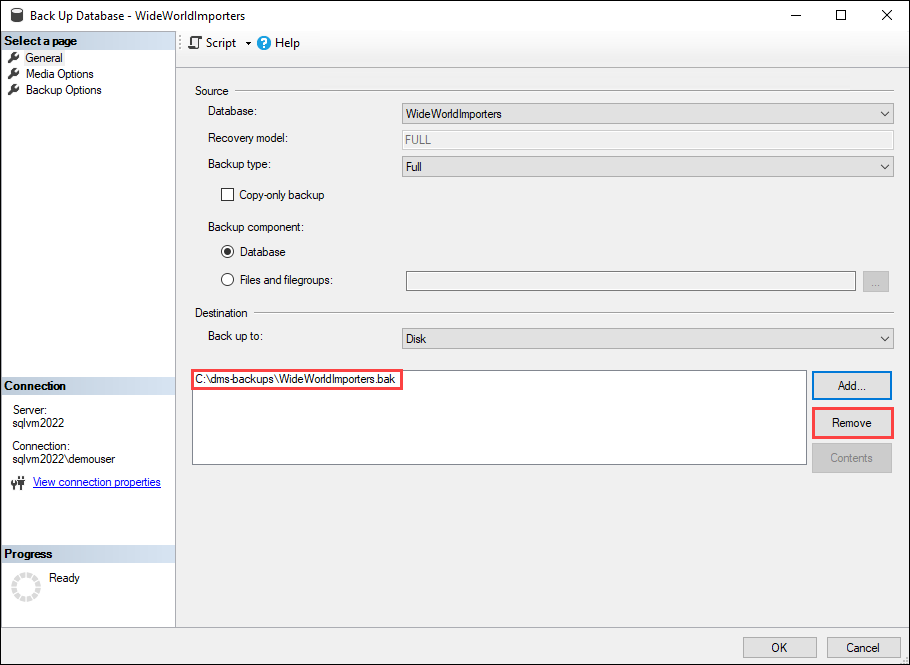 Back Up Database - WideWorldImporters
Select a page
General
Media Options
Backup Options
Script
Help
Source
Database:
WideWorldImporters
Recovery model:
FULL
Backup type:
Full
Copy-only backup
Backup component:
Database
Files and filegroups:
...
Destination
Back up to:
Disk
C:\dms-backups\WideWorldImporters.bak
Add...
Remove
Contents
Connection
Server:
sqlvm2022
Connection:
sqlvm2022\demouser
View connection properties
Progress
Ready
OK
Cancel